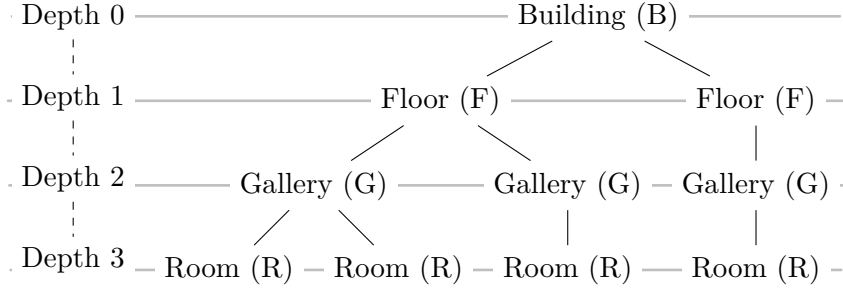 Depth 0 Building (B)
Depth 1 Floor (F) Floor (F)
Depth 2 Gallery (G) Gallery (G) Gallery (G)
Depth 3 Room (R) Room (R) Room (R) Room (R)